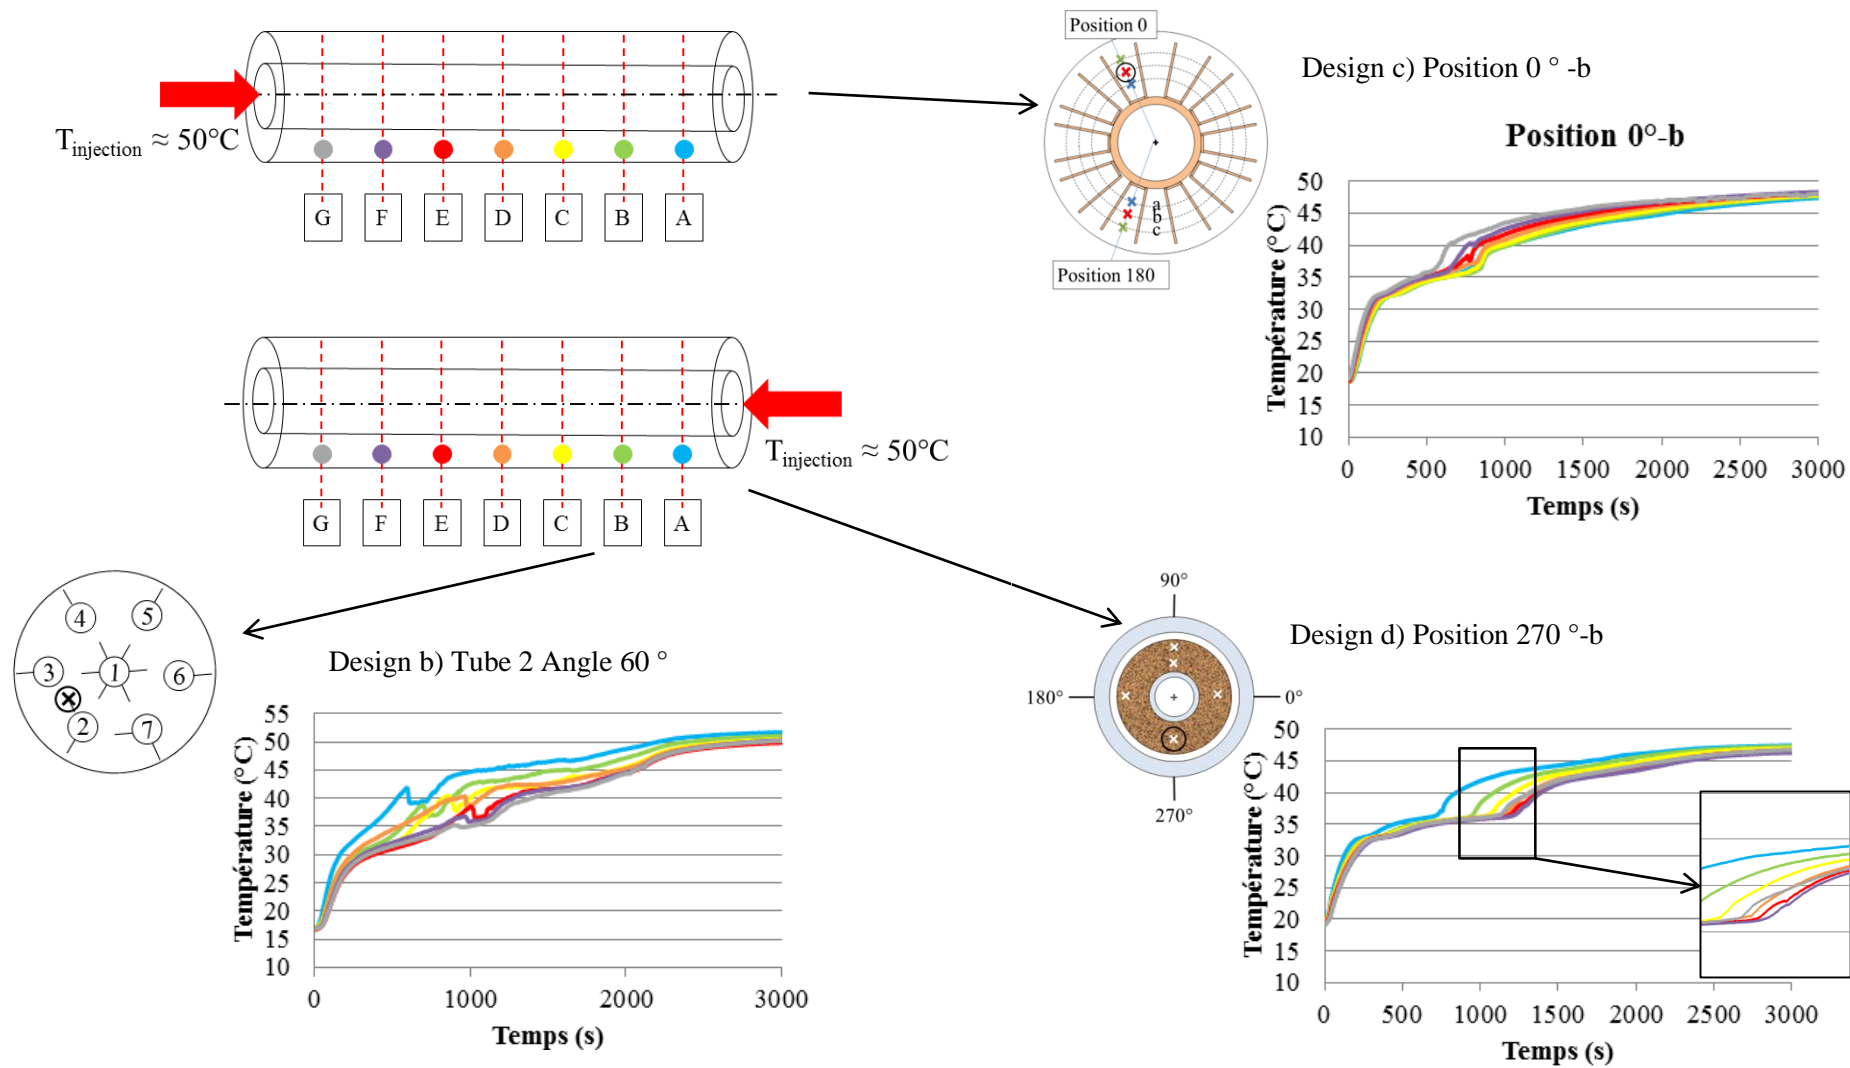 T injection ≈ 50°C
G F E D C B A
Position 0
a
b
c
Position 180
Design c) Position 0 ° -b
Position 0°-b
Température (°C)
50
45
40
35
30
25
20
15
10
0 500 1000 1500 2000 2500 3000
Temps (s)
T injection ≈ 50°C
G F E D C B A
4 5
3 1 6
2 7
Design b) Tube 2 Angle 60 °
Température (°C)
55
50
45
40
35
30
25
20
15
10
0 1000 2000 3000
Temps (s)
90°
180° 0°
270°
Design d) Position 270 °-b
Température (°C)
50
45
40
35
30
25
20
15
10
0 500 1000 1500 2000 2500 3000
Temps (s)